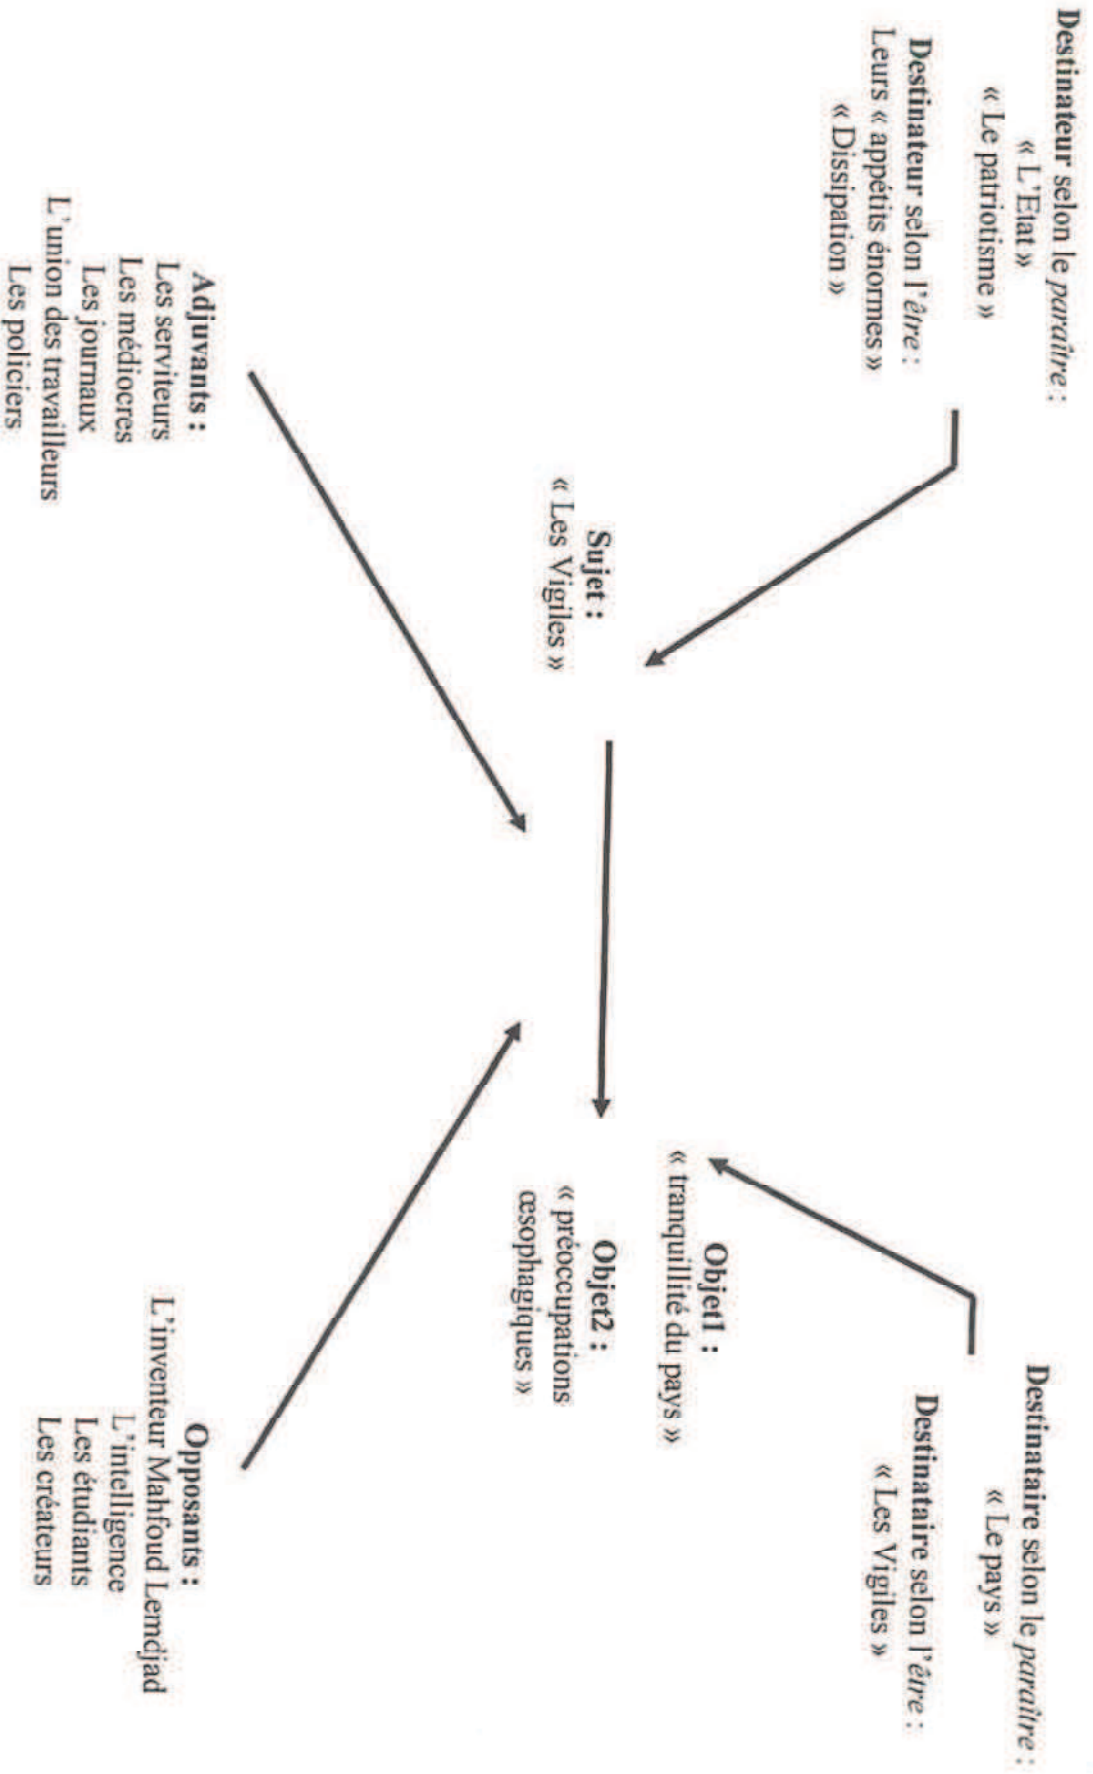 Destinateur selon le paraître :
« L'Etat »
« Le patriotisme »
Destinateur selon l'être :
Leurs « appétits énormes »
« Dissipation »
Destinataire selon le paraître :
« Le pays »
Destinataire selon l'être :
« Les Vigiles »
Sujet :
« Les Vigiles »
Objet1 :
« tranquillité du pays »
Objet2 :
« préoccupations
œsophagiques »
Adjuvants :
Les serviteurs
Les médiocres
Les journaux
L'union des travailleurs
Les policiers
Opposants :
L'inventeur Mahfoud Lemdjad
L'intelligence
Les étudiants
Les créateurs